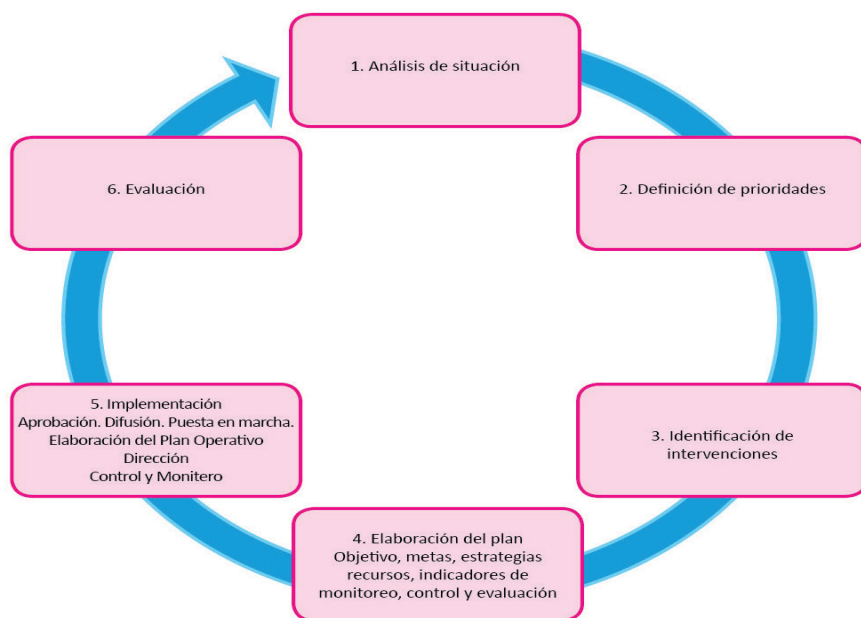 1. Análisis de situación
2. Definición de prioridades
3. Identificación de
intervenciones
4. Elaboración del plan
Objetivo, metas, estrategias
recursos, indicadores de
monitoreo, control y evaluación
5. Implementación
Aprobación. Difusión. Puesta en marcha.
Elaboración del Plan Operativo
Dirección
Control y Monitero
6. Evaluación